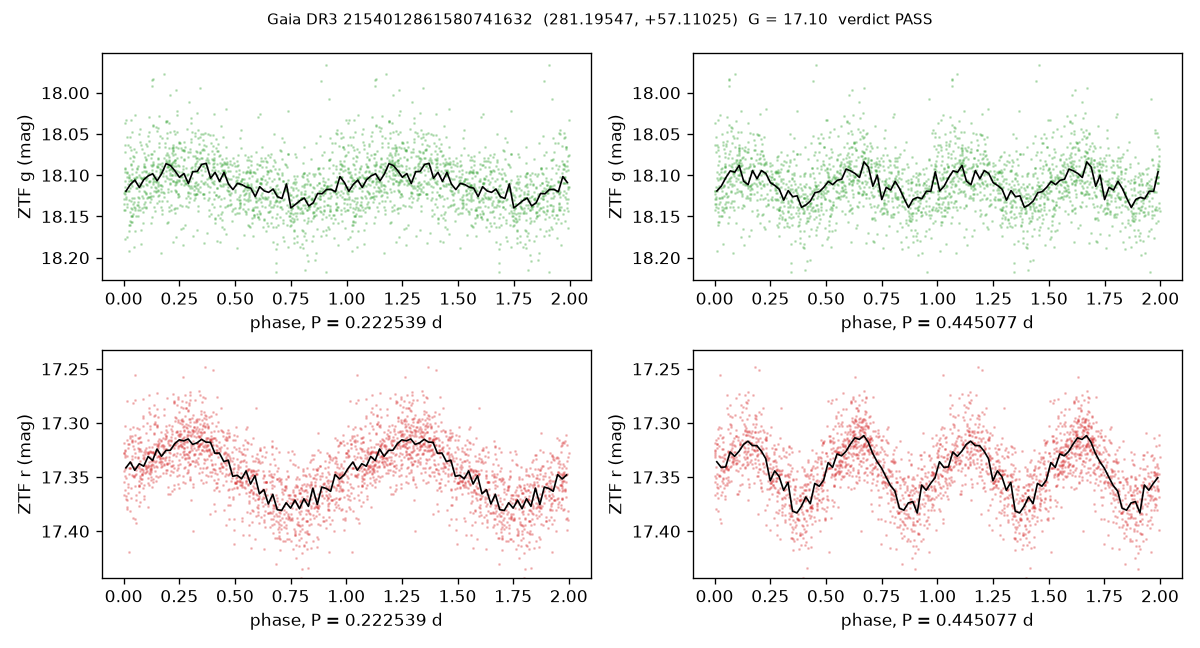 Gaia DR3 2154012861580741632 (281.19547, +57.11025) G = 17.10 verdict PASS
ZTF g (mag)
18.00
18.05
18.10
18.15
18.20
0.00 0.25 0.50 0.75 1.00 1.25 1.50 1.75 2.00
phase, P = 0.222539 d
ZTF g (mag)
18.00
18.05
18.10
18.15
18.20
0.00 0.25 0.50 0.75 1.00 1.25 1.50 1.75 2.00
phase, P = 0.445077 d
ZTF r (mag)
17.25
17.30
17.35
17.40
0.00 0.25 0.50 0.75 1.00 1.25 1.50 1.75 2.00
phase, P = 0.222539 d
ZTF r (mag)
17.25
17.30
17.35
17.40
0.00 0.25 0.50 0.75 1.00 1.25 1.50 1.75 2.00
phase, P = 0.445077 d